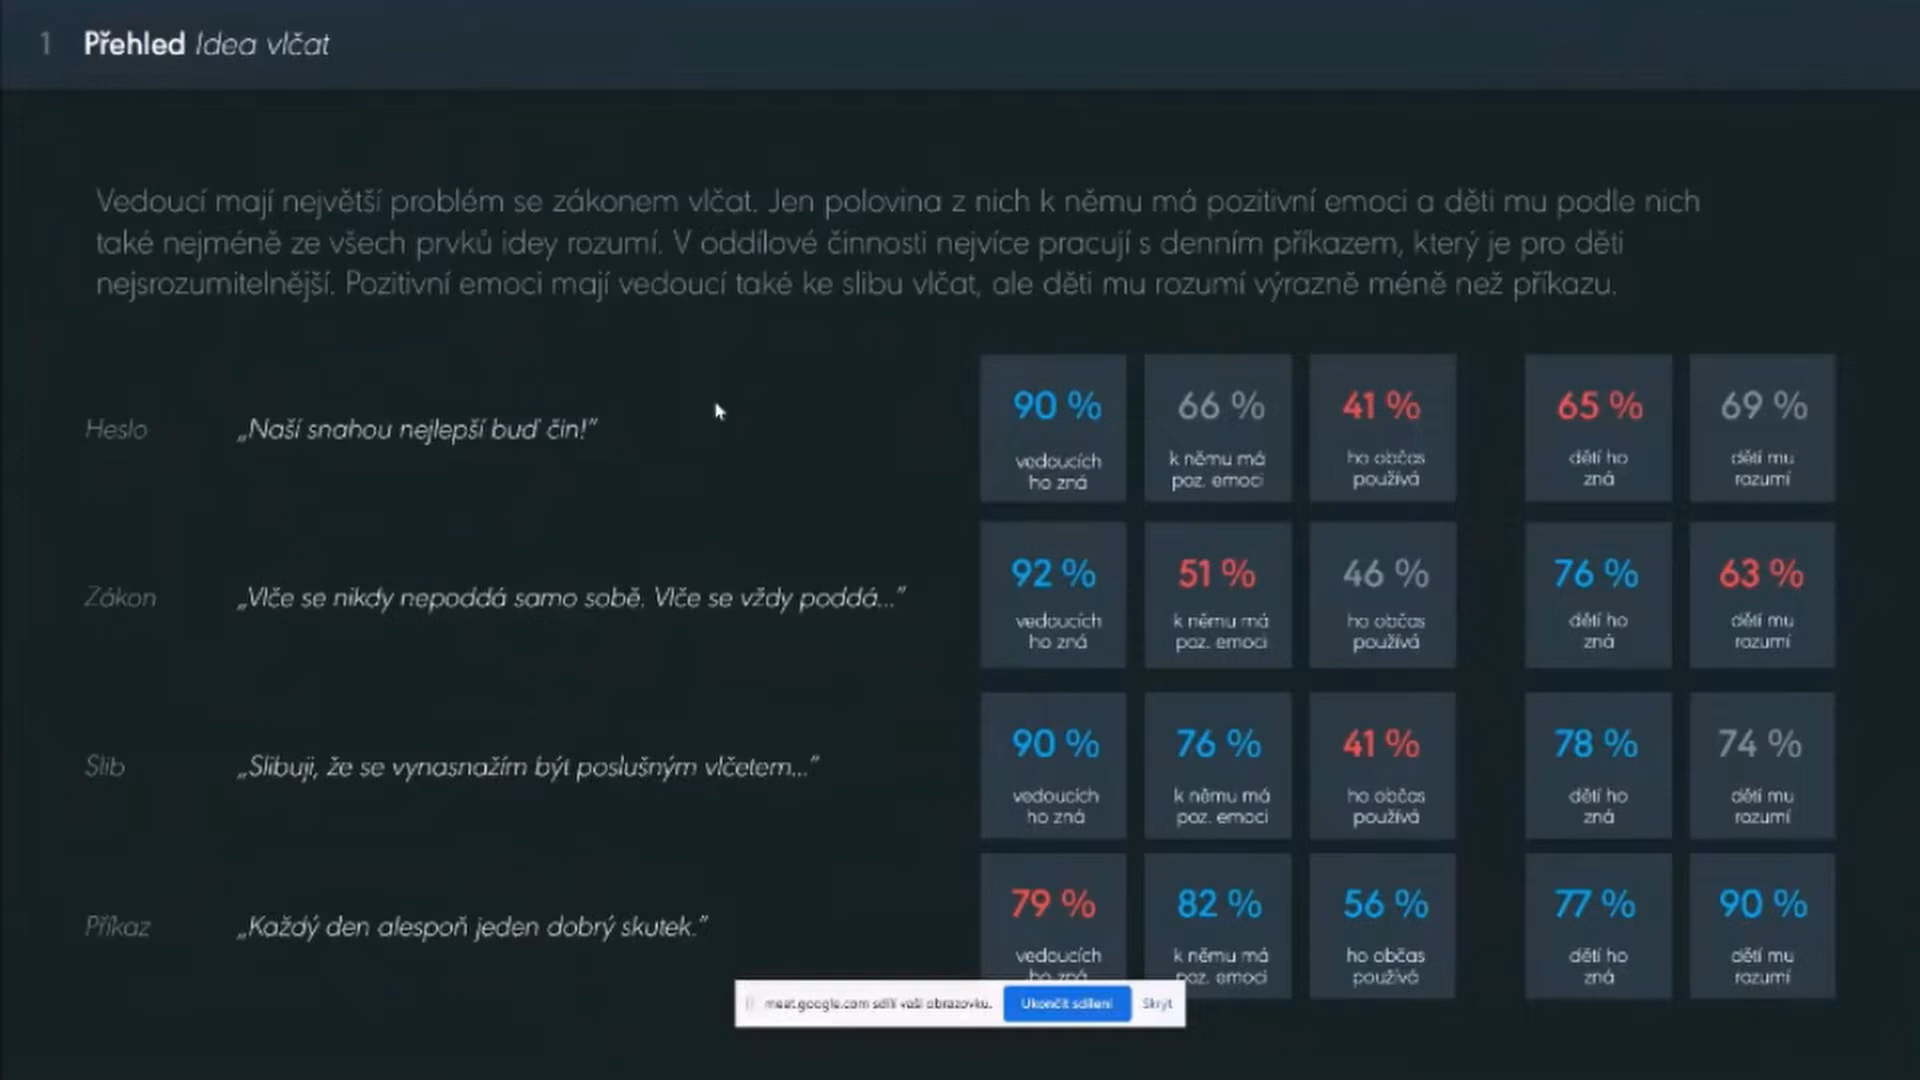 1 Přehled Idea vlčat
Vedoucí mají největší problém se zákonem vlčat. Jen polovina z nich k němu má pozitivní emoci a děti mu podle nich
také nejméně ze všech prvků idey rozumí. V oddílové činnosti nejvíce pracují s denním příkazem, který je pro děti
nejsrozumitelnější. Pozitivní emoci mají vedoucí také ke slibu vlčat, ale děti mu rozumí výrazně méně než příkazu.
Heslo
„Naší snahou nejlepší buď čin!”
90 %
vedoucích
ho zná
66 %
k němu má
poz. emoci
41 %
ho občas
používá
65 %
dětí ho
zná
69 %
dětí mu
rozumí
Zákon
„Vlče se nikdy nepoddá samo sobě. Vlče se vždy poddá...”
92 %
vedoucích
ho zná
51 %
k němu má
poz. emoci
46 %
ho občas
používá
76 %
dětí ho
zná
63 %
dětí mu
rozumí
Slib
„Slibuji, že se vynasnažím být poslušným vlčetem...”
90 %
vedoucích
ho zná
76 %
k němu má
poz. emoci
41 %
ho občas
používá
78 %
dětí ho
zná
74 %
dětí mu
rozumí
Příkaz
„Každý den alespoň jeden dobrý skutek.”
79 %
vedoucích
ho zná
82 %
k němu má
poz. emoci
56 %
ho občas
používá
77 %
dětí ho
zná
90 %
dětí mu
rozumí
meet.google.com sdílí vaši obrazovku.
Ukončit sdílení
Skrýt